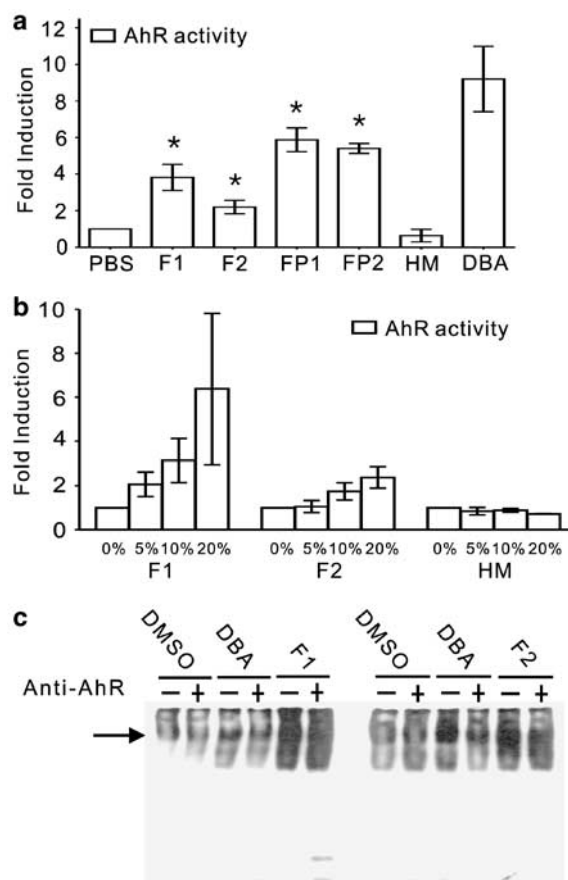 a
AhR activity
Fold Induction
12
10
8
6
4
2
0
* * * *
PBS F1 F2 FP1 FP2 HM DBA
b
AhR activity
Fold Induction
10
8
6
4
2
0
0% 5% 10% 20% 0% 5% 10% 20% 0% 5% 10% 20%
F1 F2 HM
c
DMSO DBA F1 DMSO DBA F2
Anti-AhR − + − + − + − + − + − +